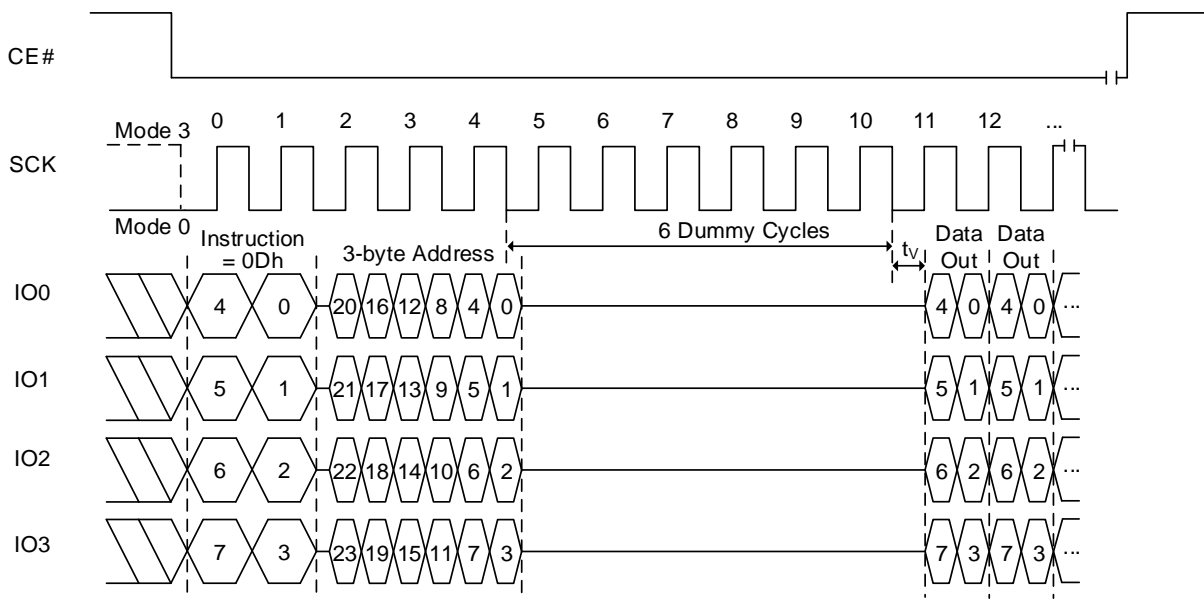 CE#
Mode 3 0 1 2 3 4 5 6 7 8 9 10 11 12 ...
SCK
Mode 0
Instruction = 0Dh
3-byte Address
6 Dummy Cycles
tV
Data Out
Data Out
IO0 4 0 20 16 12 8 4 0 4 0 4 0 ...
IO1 5 1 21 17 13 9 5 1 5 1 5 1 ...
IO2 6 2 22 18 14 10 6 2 6 2 6 2 ...
IO3 7 3 23 19 15 11 7 3 7 3 7 3 ...